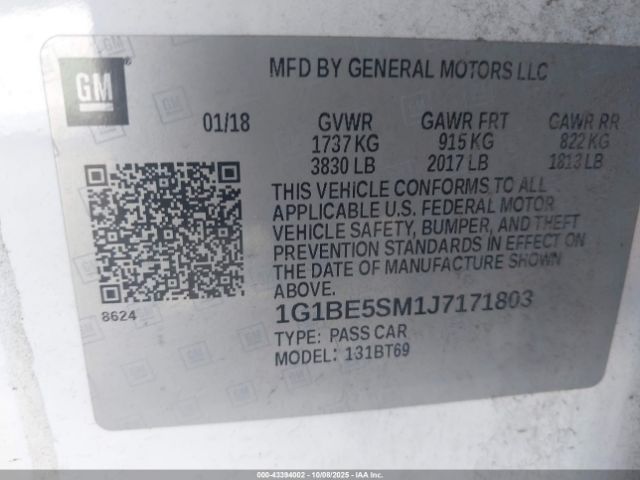 GM
®
MFD BY GENERAL MOTORS LLC
01/18 GVWR GAWR FRT GAWR RR
1737 KG 915 KG 822 KG
3830 LB 2017 LB 1813 LB
THIS VEHICLE CONFORMS TO ALL
APPLICABLE U.S. FEDERAL MOTOR
VEHICLE SAFETY, BUMPER, AND THEFT
PREVENTION STANDARDS IN EFFECT ON
THE DATE OF MANUFACTURE SHOWN
ABOVE.
8624
1G1BE5SM1J7171803
TYPE: PASS CAR
MODEL: 131BT69
000-43394002 - 10/08/2025 - IAA Inc.